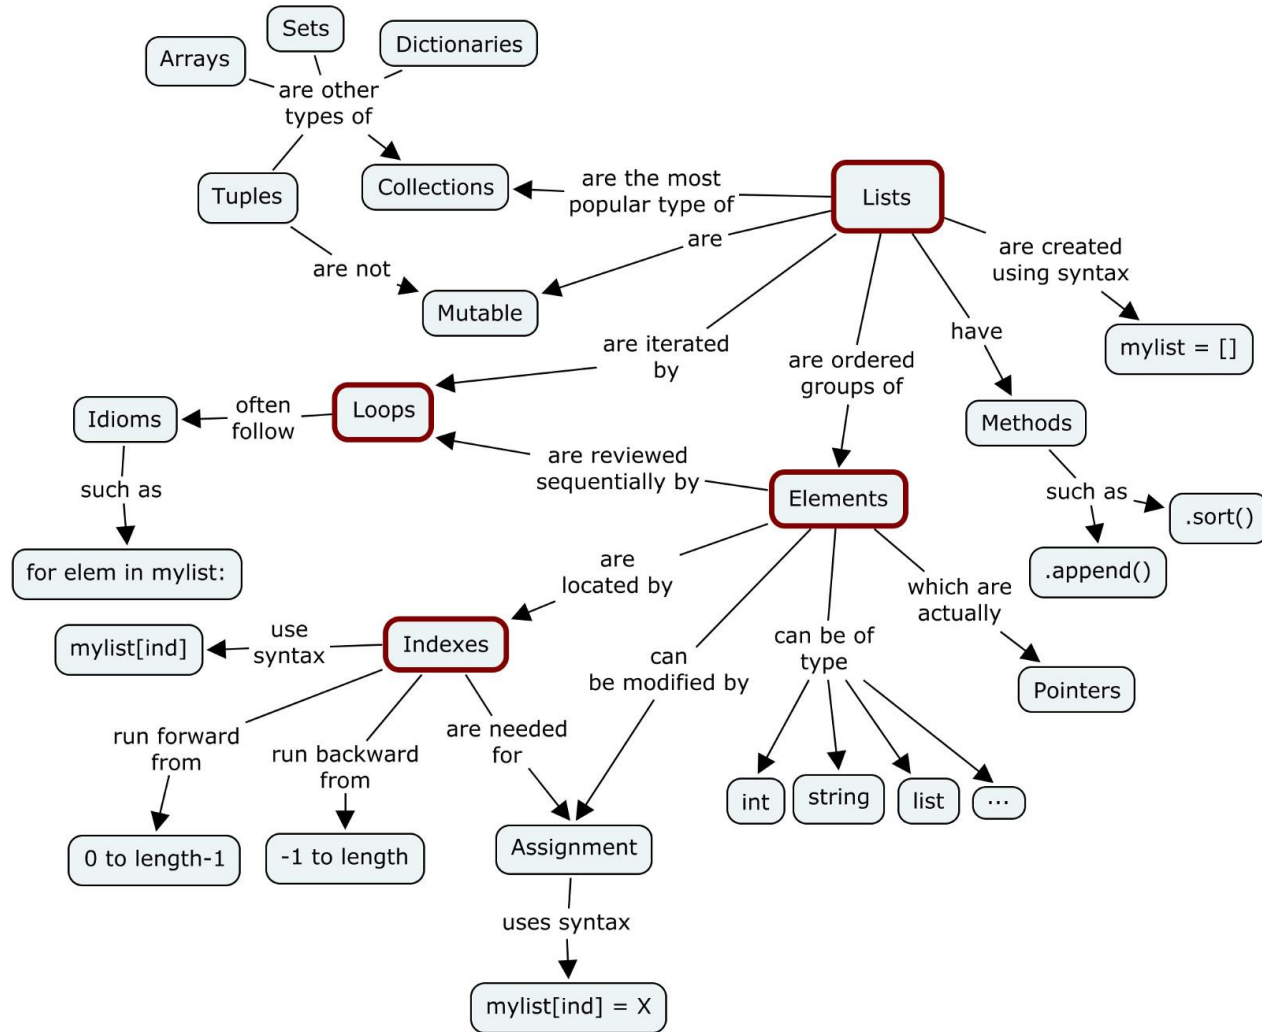 Sets
Dictionaries
Arrays
are other
types of
Tuples
Collections
are the most
popular type of
Lists
are
are not
Mutable
are created
using syntax
mylist = []
have
are iterated
by
are ordered
groups of
Idioms
often
follow
Loops
Methods
such as
are reviewed
sequentially by
Elements
such as
.sort()
.append()
for elem in mylist:
are
located by
which are
actually
mylist[ind]
use
syntax
Indexes
can
be modified by
can be of
type
Pointers
run forward
from
run backward
from
are needed
for
int
string
list
...
0 to length-1
-1 to length
Assignment
uses syntax
mylist[ind] = X